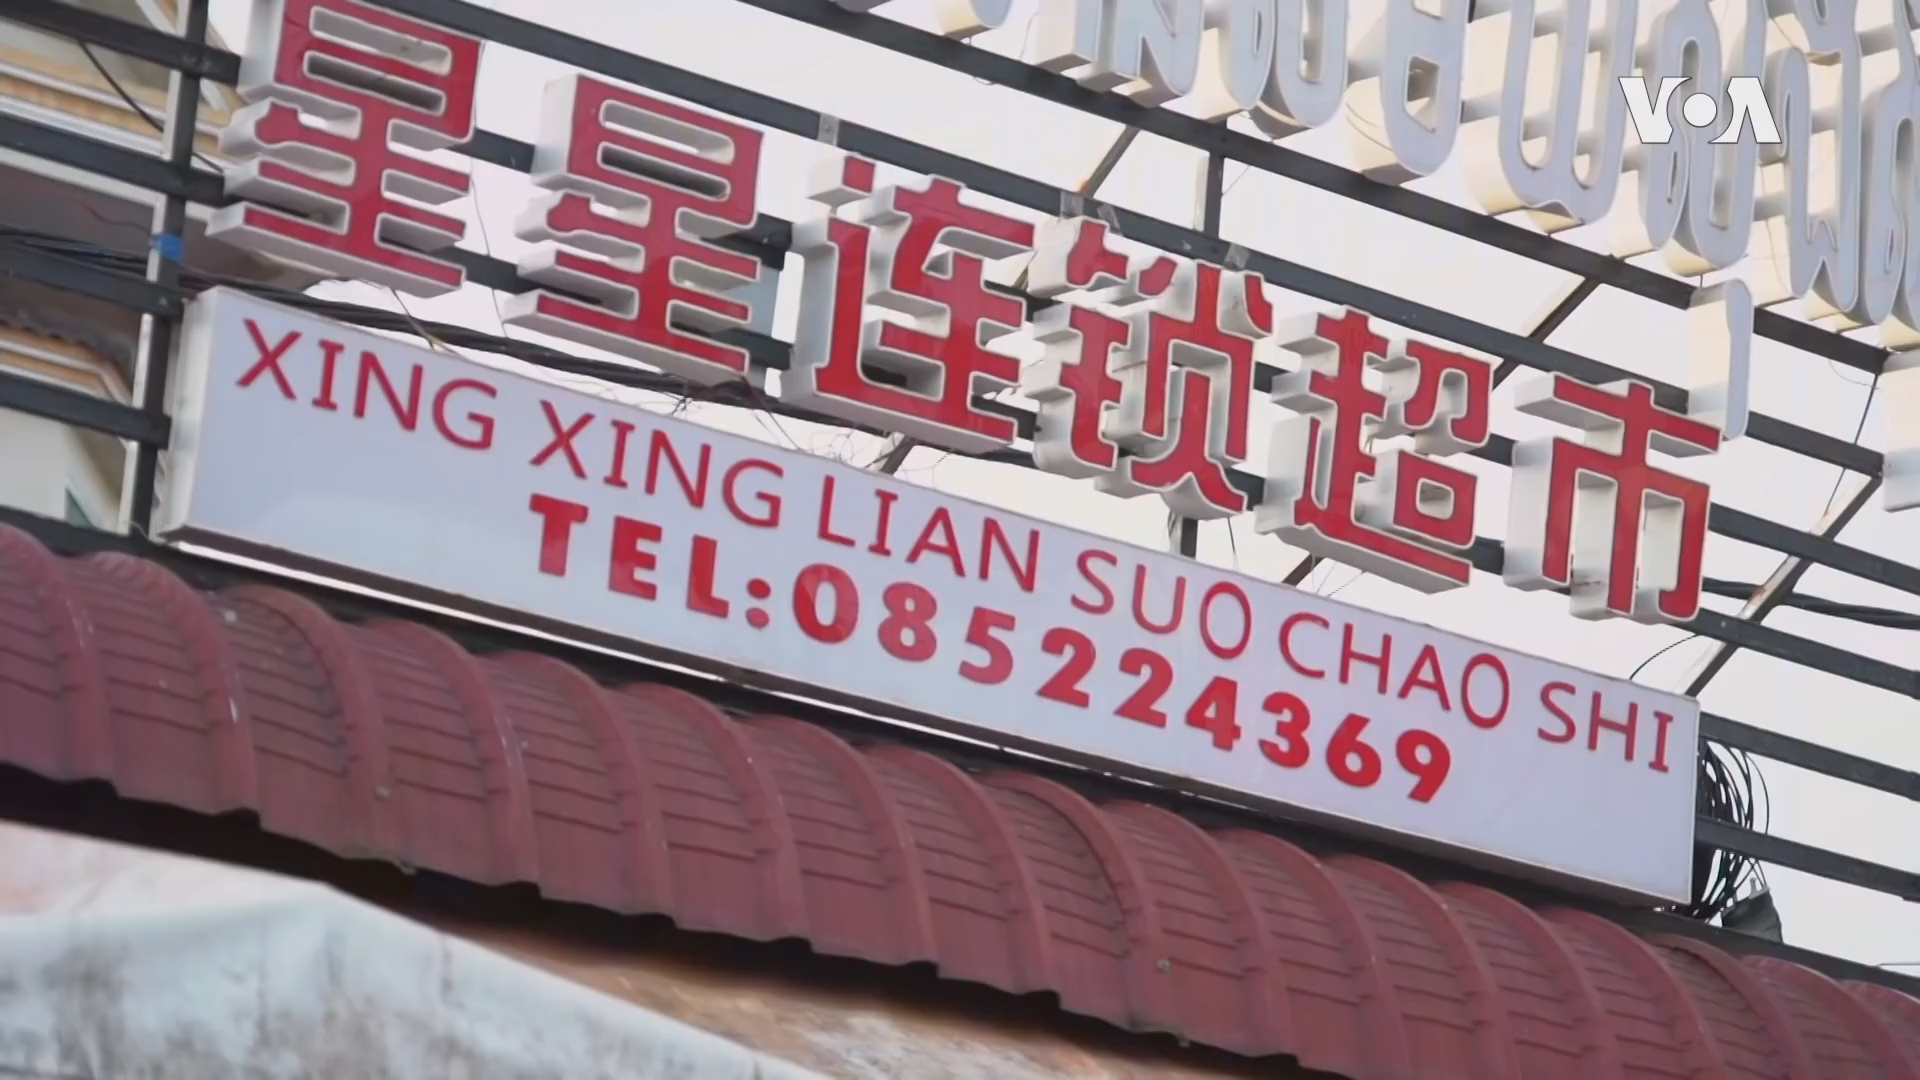 VOA
星星连锁超市
XING XING LIAN SUO CHAO SHI
TEL:085224369